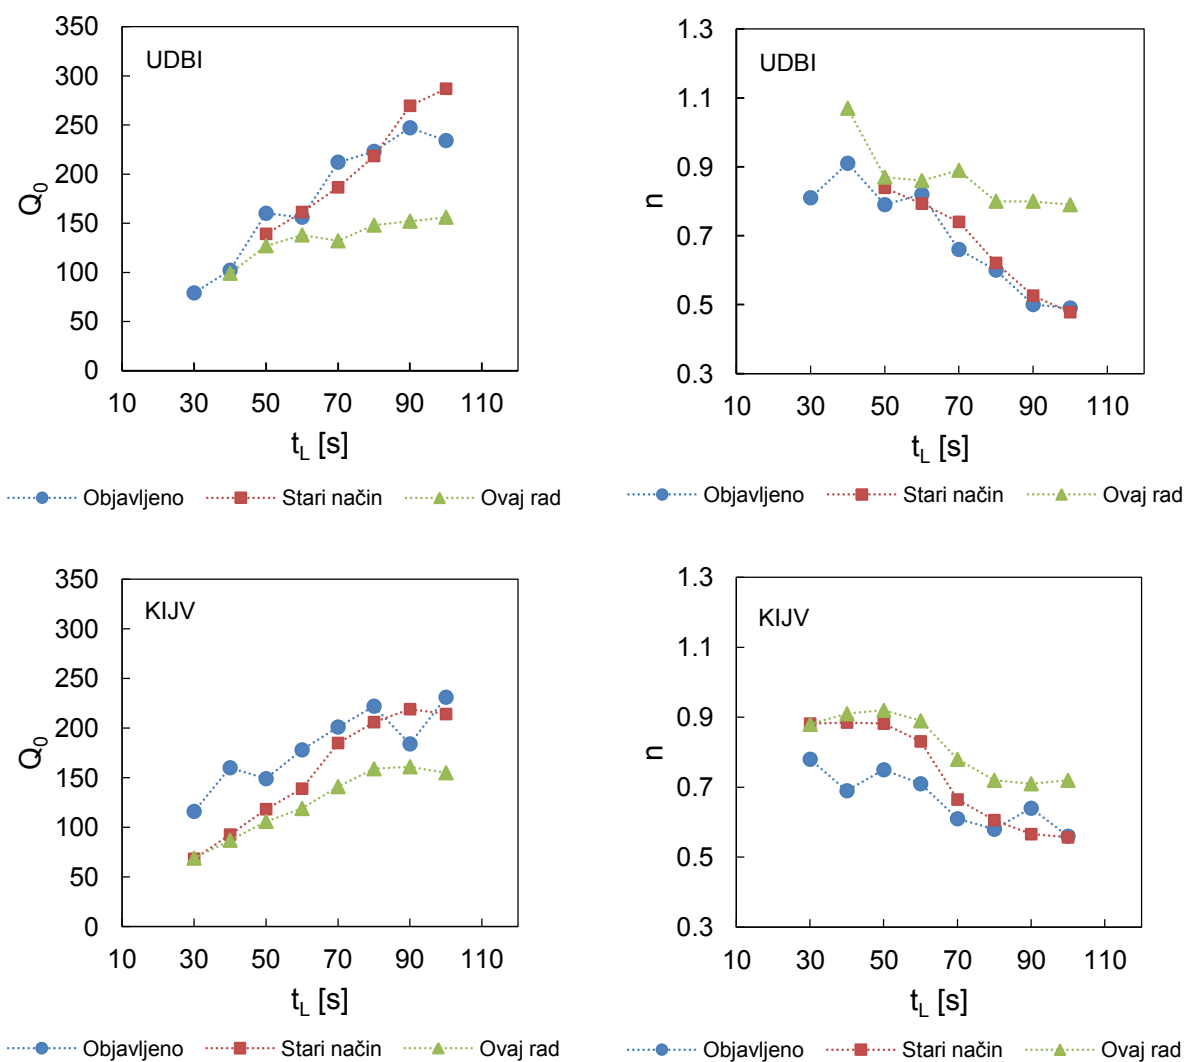 350
300
250
200
150
100
50
0
Q₀
UDBI
10 30 50 70 90 110
t_L [s]
Objavljeno Stari način Ovaj rad
1.3
1.1
0.9
0.7
0.5
0.3
n
UDBI
10 30 50 70 90 110
t_L [s]
Objavljeno Stari način Ovaj rad
350
300
250
200
150
100
50
0
Q₀
KIJV
10 30 50 70 90 110
t_L [s]
Objavljeno Stari način Ovaj rad
1.3
1.1
0.9
0.7
0.5
0.3
n
KIJV
10 30 50 70 90 110
t_L [s]
Objavljeno Stari način Ovaj rad